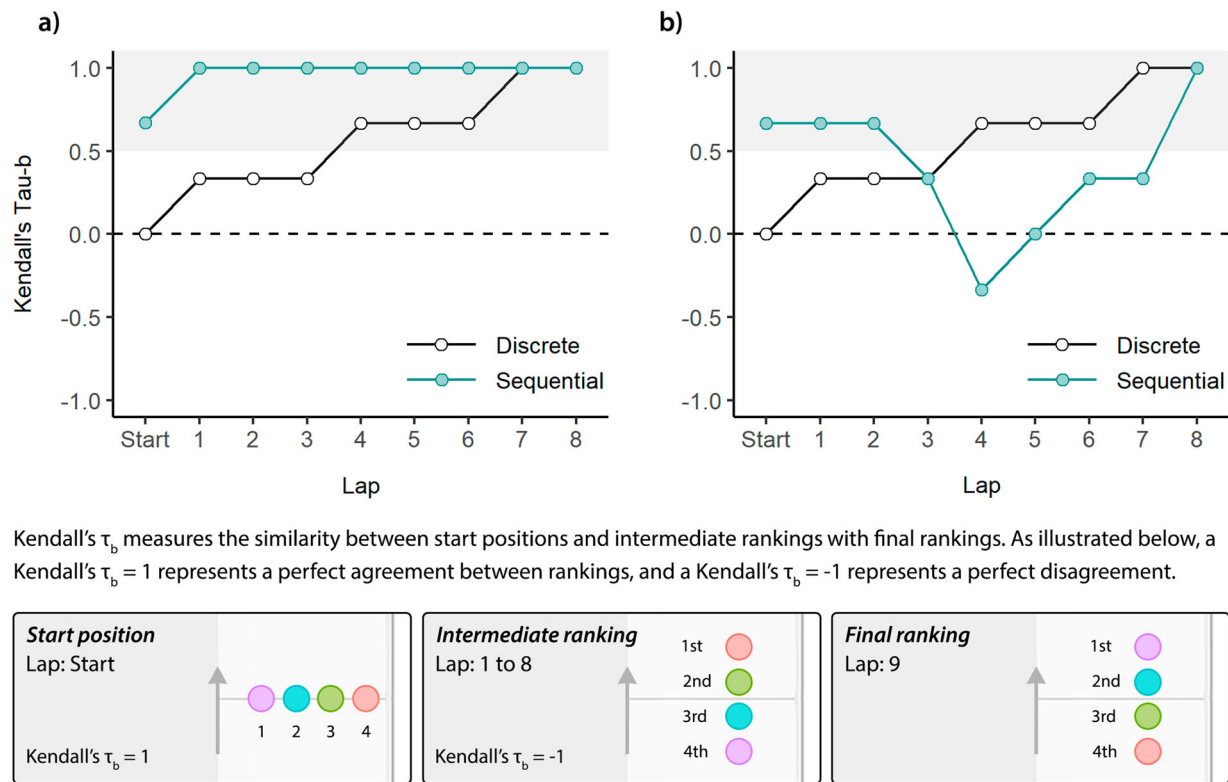 a)
Kendall's Tau-b
1.0
0.5
0.0
-0.5
-1.0
Discrete
Sequential
Start 1 2 3 4 5 6 7 8
Lap
b)
1.0
0.5
0.0
-0.5
-1.0
Discrete
Sequential
Start 1 2 3 4 5 6 7 8
Lap
Kendall's τb measures the similarity between start positions and intermediate rankings with final rankings. As illustrated below, a
Kendall's τb = 1 represents a perfect agreement between rankings, and a Kendall's τb = -1 represents a perfect disagreement.
Start position
Lap: Start
1 2 3 4
Kendall's τb = 1
Intermediate ranking
Lap: 1 to 8
1st
2nd
3rd
4th
Kendall's τb = -1
Final ranking
Lap: 9
1st
2nd
3rd
4th